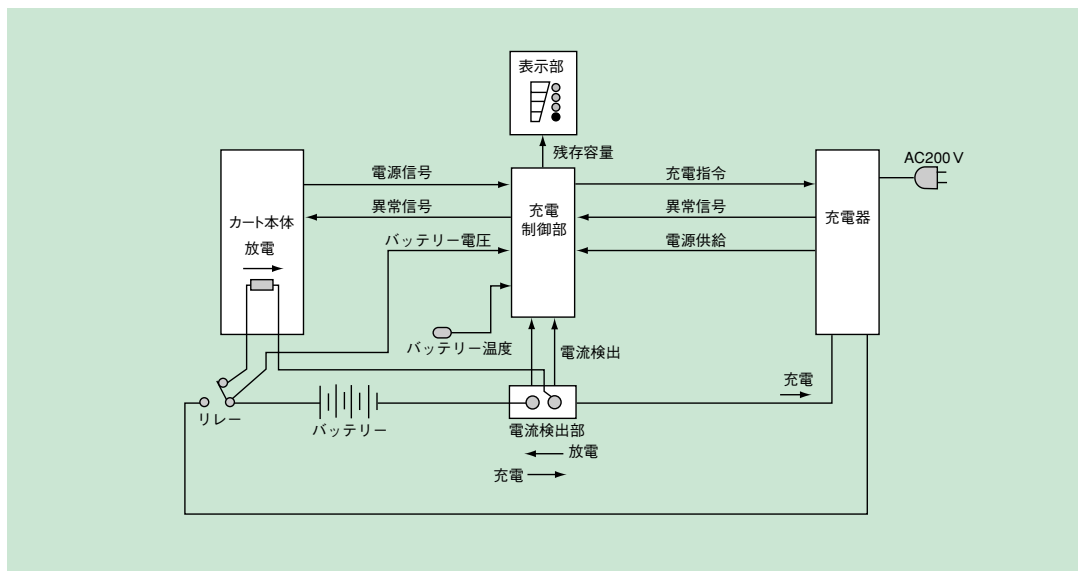 表示部
残存容量
AC200 V
電源信号
充電指令
異常信号
充電
制御部
異常信号
充電器
カート本体
放電
バッテリー電圧
電源供給
バッテリー温度
電流検出
充電
リレー
バッテリー
電流検出部
放電
充電